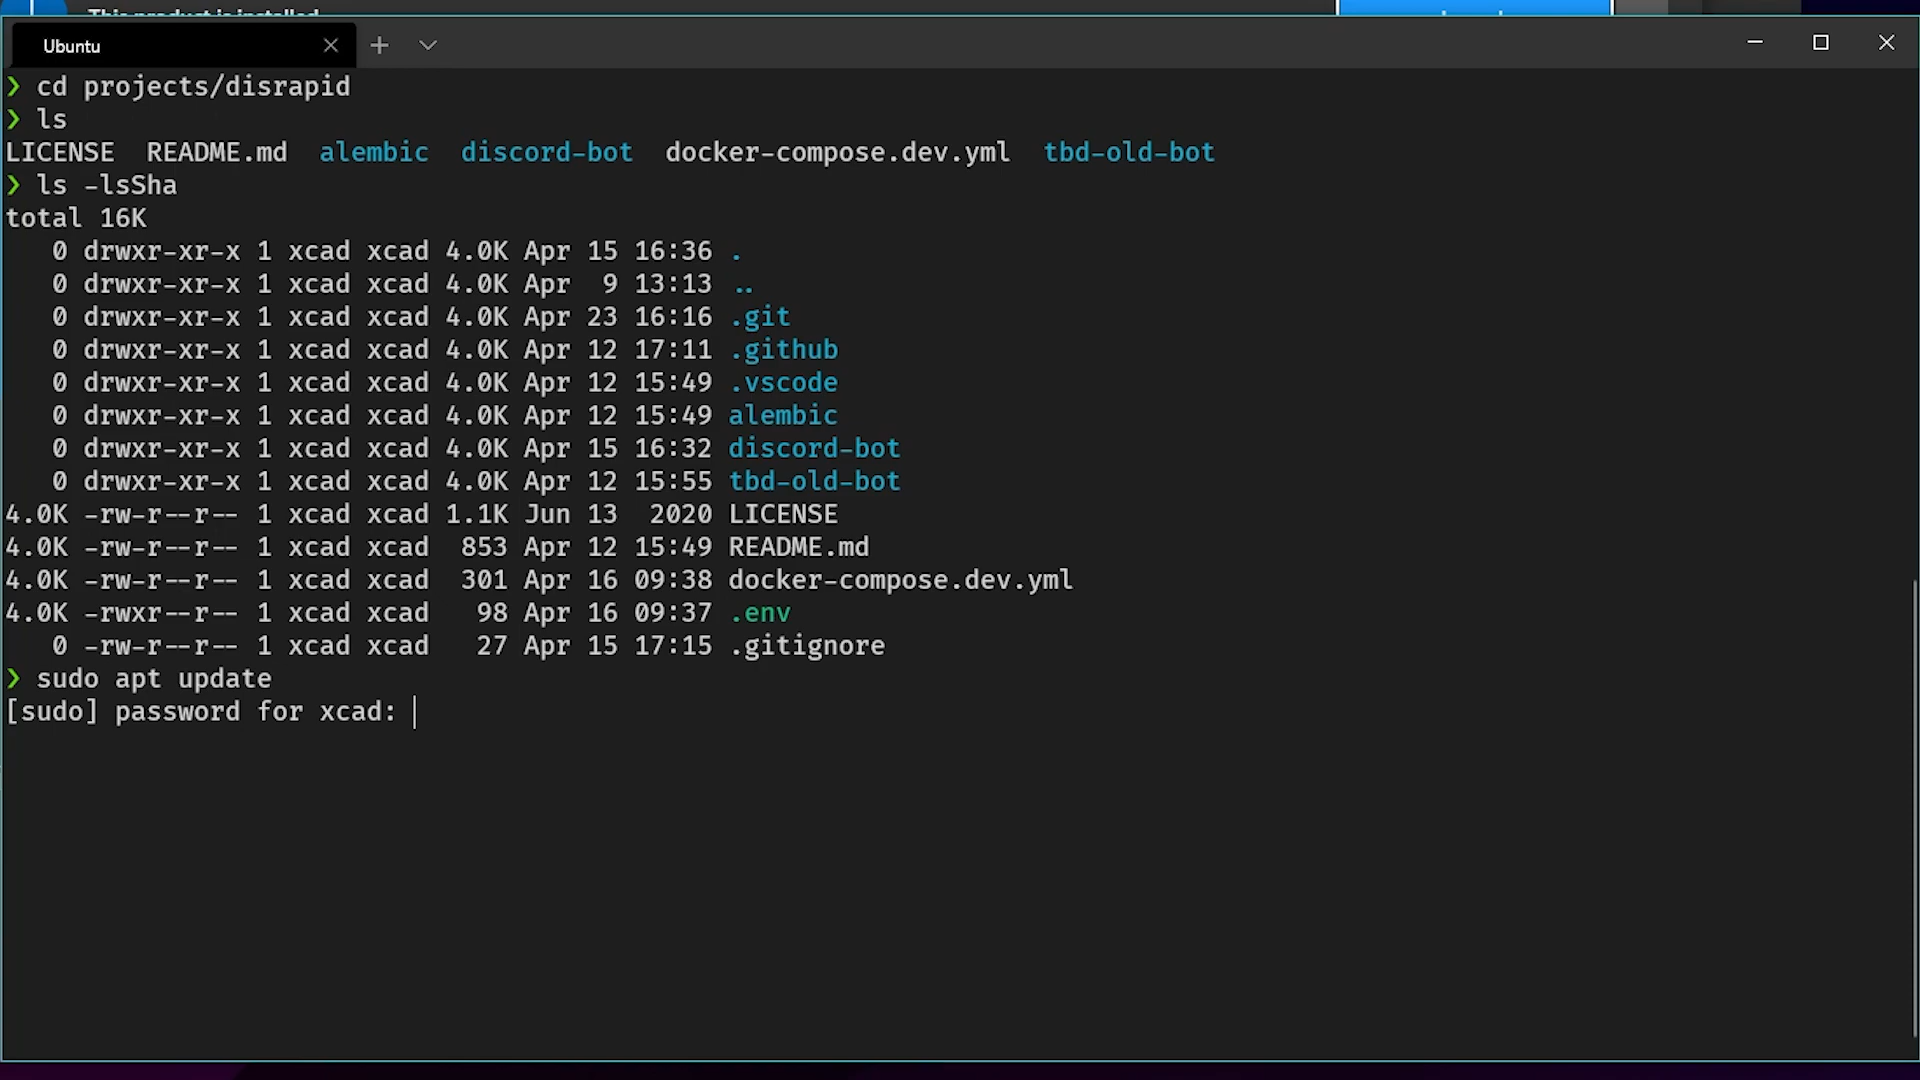 This product is installed.
Ubuntu
❯ cd projects/disrapid
❯ ls
LICENSE README.md alembic discord-bot docker-compose.dev.yml tbd-old-bot
❯ ls -lsSha
total 16K
0 drwxr-xr-x 1 xcad xcad 4.0K Apr 15 16:36 .
0 drwxr-xr-x 1 xcad xcad 4.0K Apr 9 13:13 ..
0 drwxr-xr-x 1 xcad xcad 4.0K Apr 23 16:16 .git
0 drwxr-xr-x 1 xcad xcad 4.0K Apr 12 17:11 .github
0 drwxr-xr-x 1 xcad xcad 4.0K Apr 12 15:49 .vscode
0 drwxr-xr-x 1 xcad xcad 4.0K Apr 12 15:49 alembic
0 drwxr-xr-x 1 xcad xcad 4.0K Apr 15 16:32 discord-bot
0 drwxr-xr-x 1 xcad xcad 4.0K Apr 12 15:55 tbd-old-bot
4.0K -rw-r--r-- 1 xcad xcad 1.1K Jun 13 2020 LICENSE
4.0K -rw-r--r-- 1 xcad xcad 853 Apr 12 15:49 README.md
4.0K -rw-r--r-- 1 xcad xcad 301 Apr 16 09:38 docker-compose.dev.yml
4.0K -rwxr--r-- 1 xcad xcad 98 Apr 16 09:37 .env
0 -rw-r--r-- 1 xcad xcad 27 Apr 15 17:15 .gitignore
❯ sudo apt update
[sudo] password for xcad: